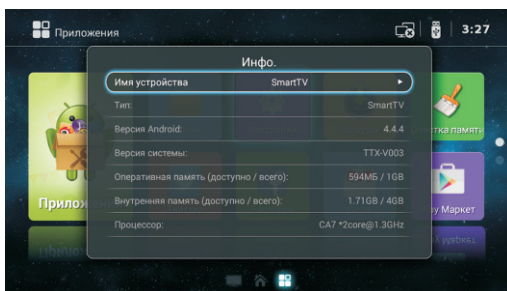 Приложения
3:27
Инфо.
Имя устройства SmartTV
Тип: SmartTV
Версия Android: 4.4.4
Версия системы: TTX-V003
Оперативная память (доступно / всего): 594МБ / 1GB
Внутренняя память (доступно / всего): 1.71GB / 4GB
Процессор: CA7 *2core@1.3GHz
тка память
Прилож
у Маркет